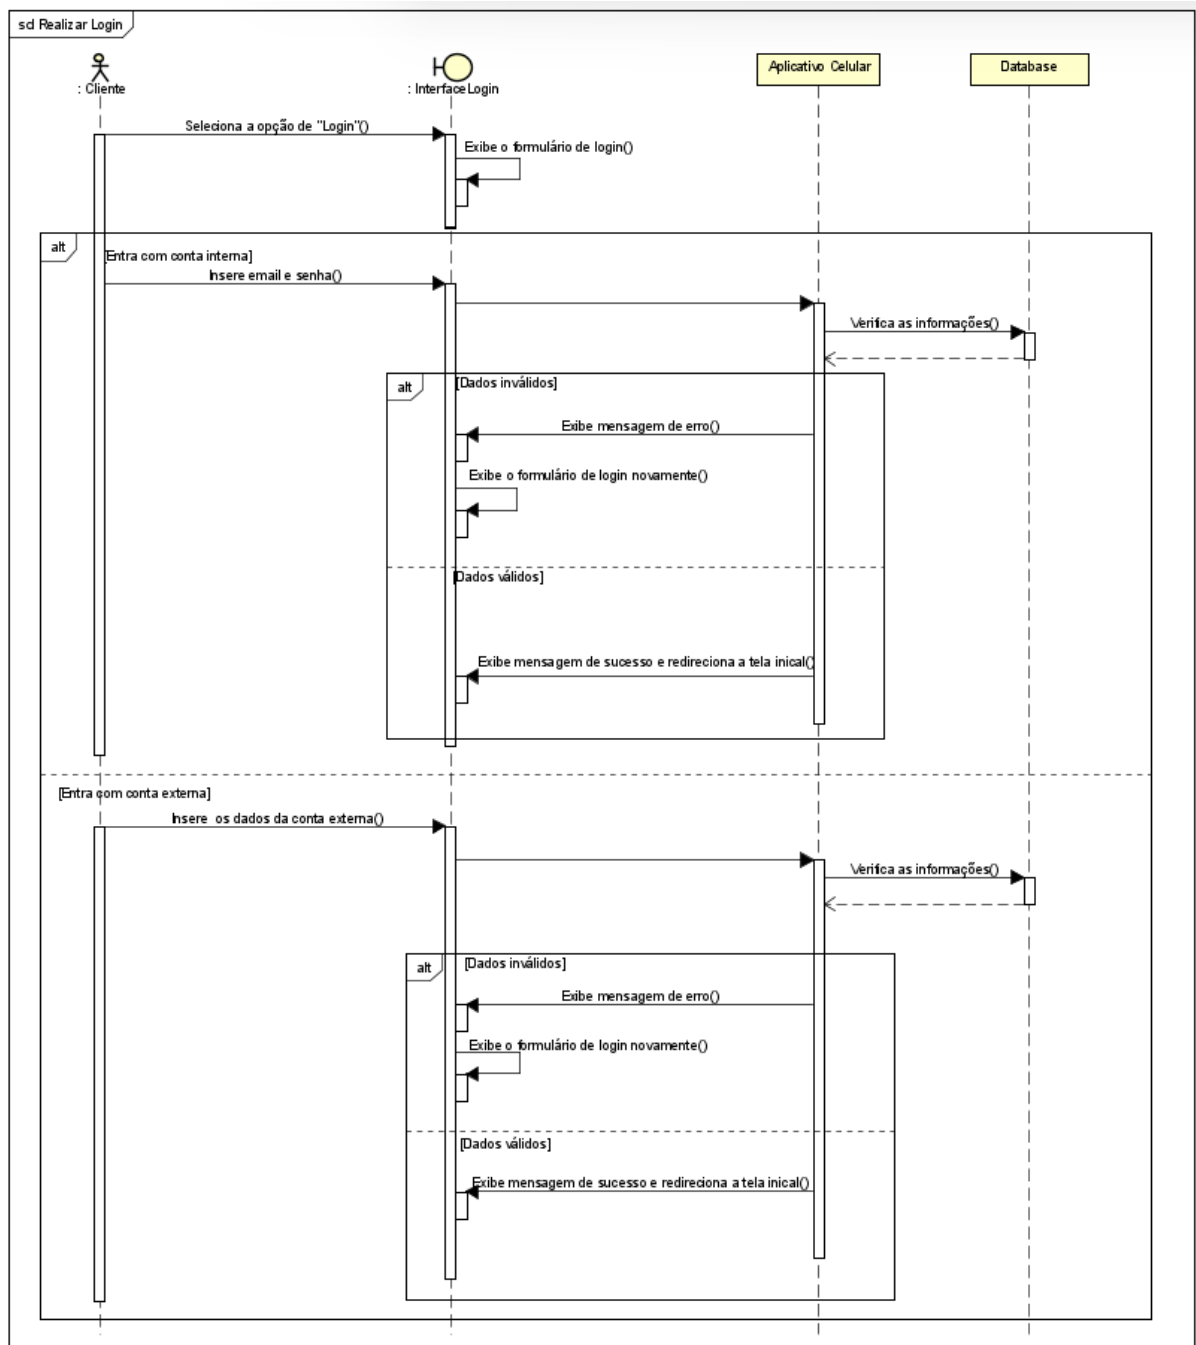 sd Realizar Login
: Cliente
: InterfaceLogin
Aplicativo Celular
Database
Seleciona a opção de "Login"()
Exibe o formulário de login()
alt
[Entra com conta interna]
Insere email e senha()
Verifica as informações()
alt
[Dados inválidos]
Exibe mensagem de erro()
Exibe o formulário de login novamente()
[Dados válidos]
Exibe mensagem de sucesso e redireciona a tela inical()
[Entra com conta externa]
Insere os dados da conta externa()
Verifica as informações()
alt
[Dados inválidos]
Exibe mensagem de erro()
Exibe o formulário de login novamente()
[Dados válidos]
Exibe mensagem de sucesso e redireciona a tela inical()